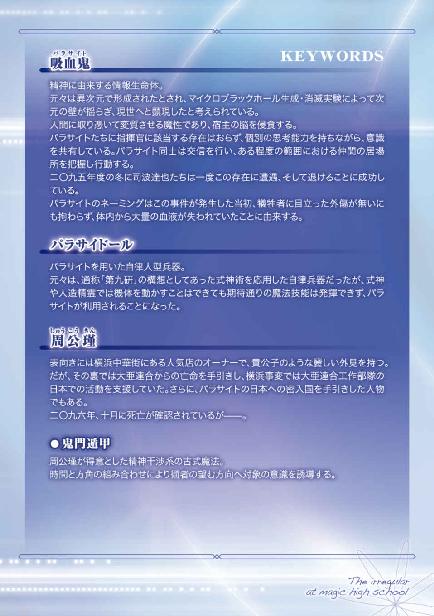 KEYWORDS
パラサイト
吸血鬼
精神に由来する情報生命体。
元々は異次元で形成されたとされ、マイクロブラックホール生成・消滅実験によって次
元の壁が揺らぎ、現世へと顕現したと考えられている。
人間に取り憑いて変質させる魔性であり、宿主の脳を侵食する。
パラサイトたちに指揮官に該当する存在はおらず、個別の思考能力を持ちながら、意識
を共有している。パラサイト同士は交信を行い、ある程度の範囲における仲間の居場
所を把握し行動する。
二〇九五年度の冬に司波達也たちは一度この存在に遭遇、そして退けることに成功し
ている。
パラサイトのネーミングはこの事件が発生した当初、犠牲者に目立った外傷が無いに
も拘わらず、体内から大量の血液が失われていたことに由来する。
パラサイドール
パラサイトを用いた自律人型兵器。
元々は、通称「第九研」の構想としてあった式神術を応用した自律兵器だったが、式神
や人造精霊では機体を動かすことはできても期待通りの魔法技能は発揮できず、パラ
サイトが利用されることになった。
しゅうこうきん
周公瑾
表向きには横浜中華街にある人気店のオーナーで、貴公子のような麗しい外見を持つ。
だが、その裏では大亜連合からの亡命を手引きし、横浜事変では大亜連合工作部隊の
日本での活動を支援していた。さらに、パラサイトの日本への密入国を手引きした人物
でもある。
二〇九六年、十月に死亡が確認されているが――。
● 鬼門遁甲
周公瑾が得意とした精神干渉系の古式魔法。
時間と方角の組み合わせにより術者の望む方向へ対象の意識を誘導する。
The irregular
at magic high school